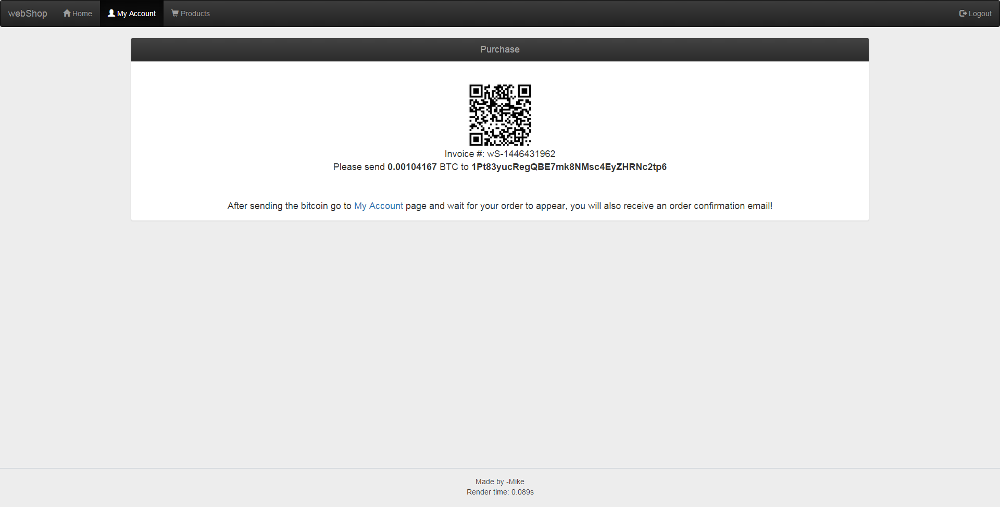 webShop Home My Account Products Logout
Purchase
Invoice #: wS-1446431962
Please send 0.00104167 BTC to 1Pt83yucRegQBE7mk8NMsc4EyZHRNc2tp6
After sending the bitcoin go to My Account page and wait for your order to appear, you will also receive an order confirmation email!
Made by -Mike
Render time: 0.089s